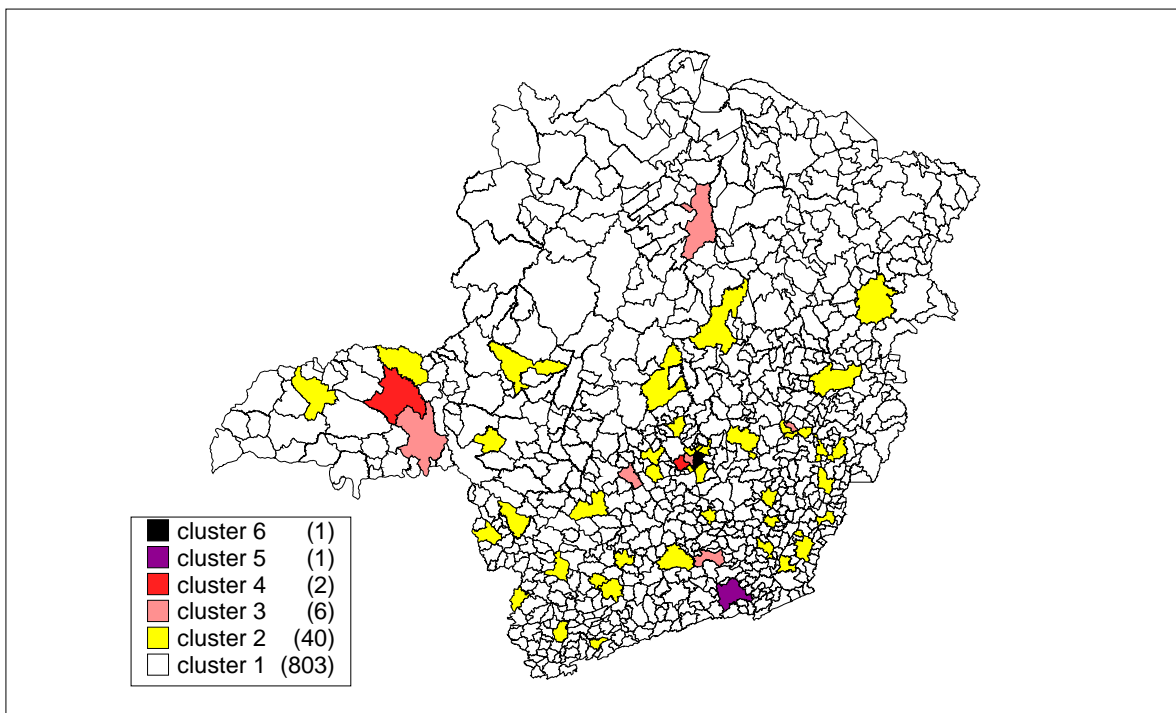 cluster 6 (1)
cluster 5 (1)
cluster 4 (2)
cluster 3 (6)
cluster 2 (40)
cluster 1 (803)